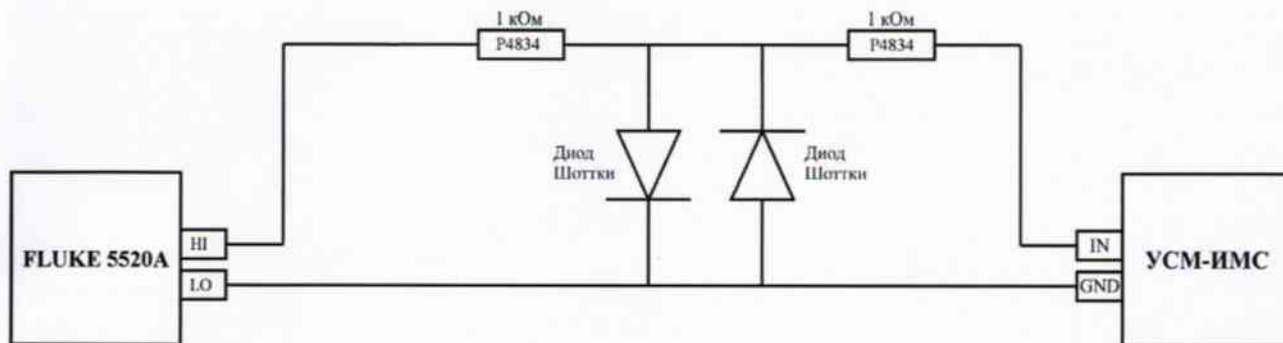 1 кОм
Р4834
1 кОм
Р4834
Диод
Шоттки
Диод
Шоттки
HI
FLUKE 5520A
LO
IN
УСМ-ИМС
GND